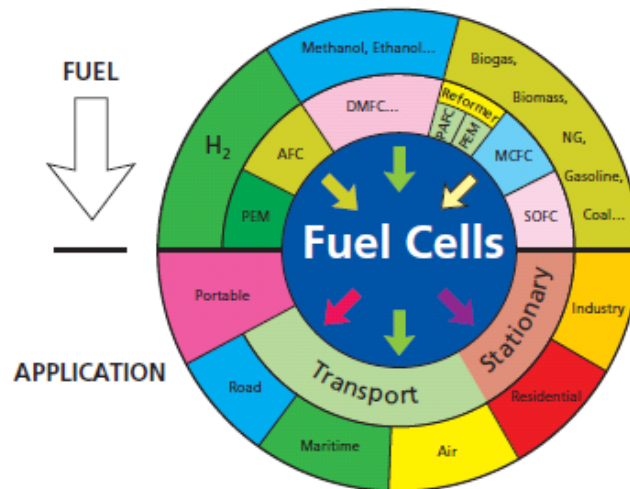 FUEL
Methanol, Ethanol...
Biogas,
Biomass,
NG,
Gasoline,
Coal...
H₂
AFC
PEM
DMFC...
Reformer
PAFC
PEM
MCFC
SOFC
Fuel Cells
APPLICATION
Portable
Transport
Stationary
Road
Maritime
Air
Residential
Industry